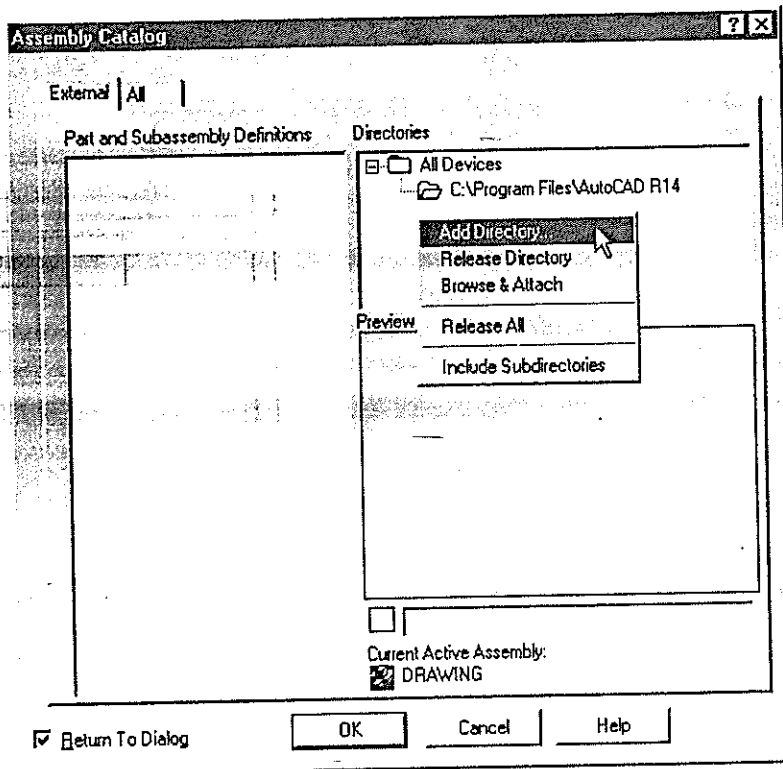 Assembly Catalog
External All
Part and Subassembly Definitions
Directories
All Devices
C:\Program Files\AutoCAD R14
Add Directory...
Release Directory
Browse & Attach
Release All
Include Subdirectories
Preview
Current Active Assembly:
DRAWING
Return To Dialog
OK Cancel Help